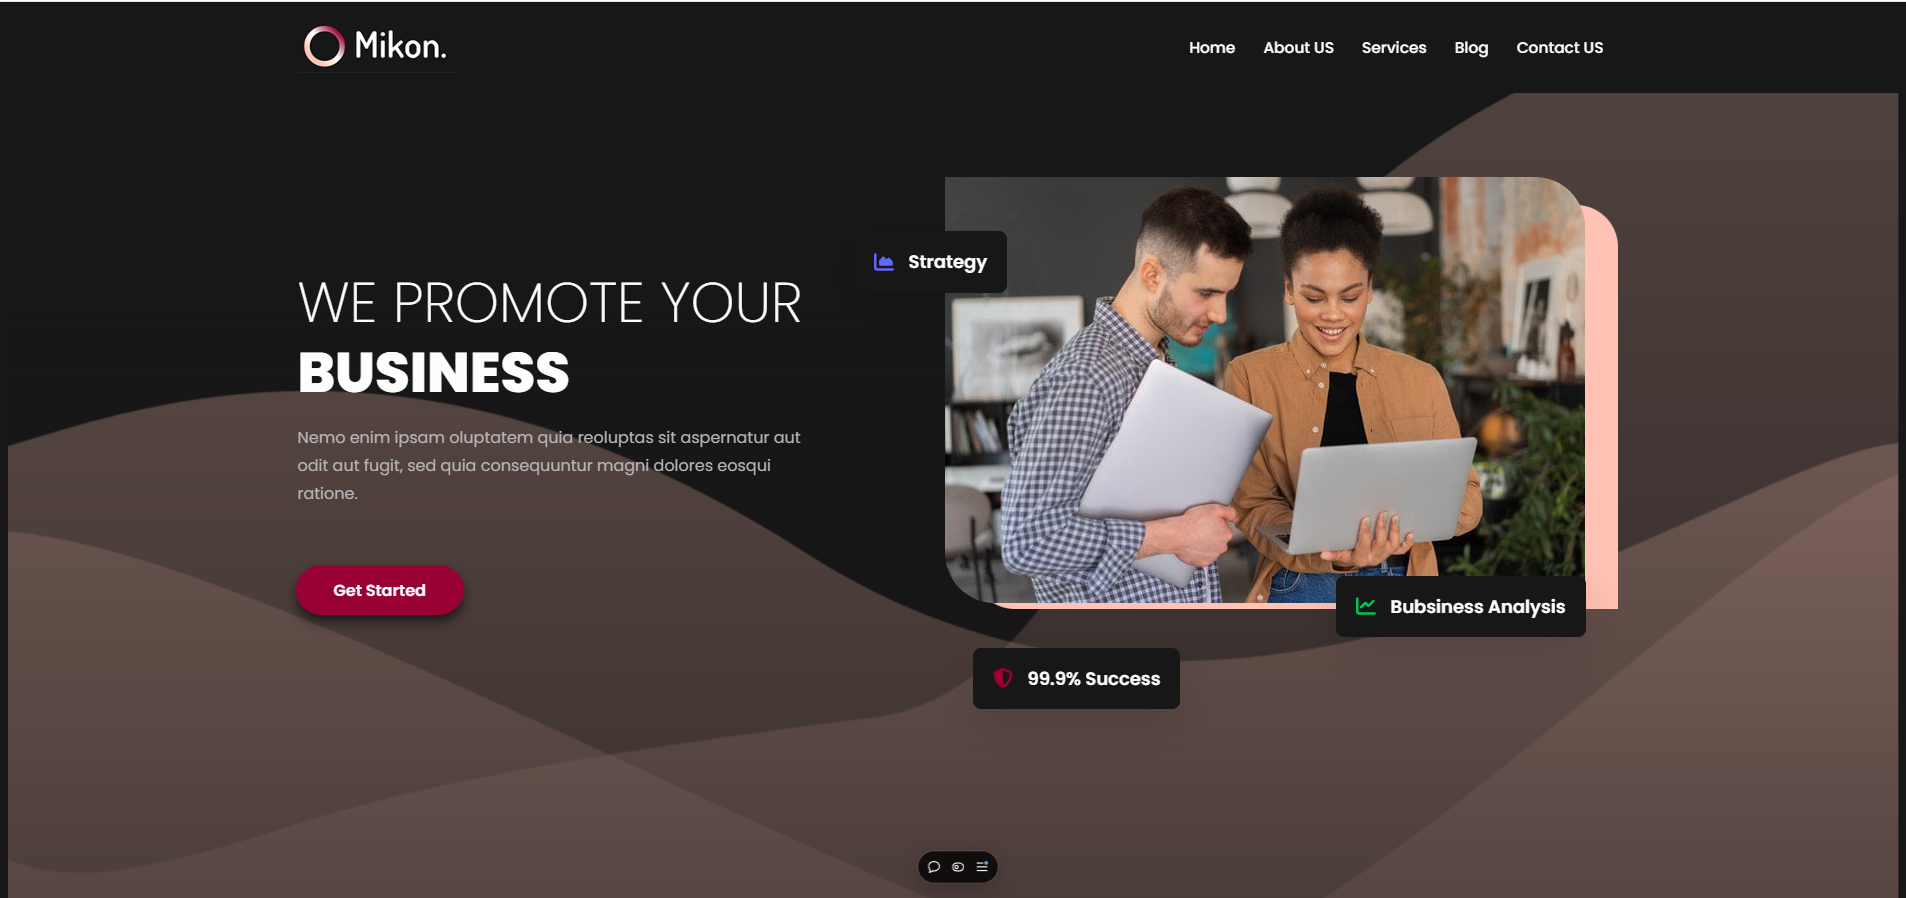 Mikon.
Home About US Services Blog Contact US
Strategy
WE PROMOTE YOUR
BUSINESS
Nemo enim ipsam oluptatem quia reoluptas sit aspernatur aut
odit aut fugit, sed quia consequuntur magni dolores eosqui
ratione.
Get Started
Bubsiness Analysis
99.9% Success